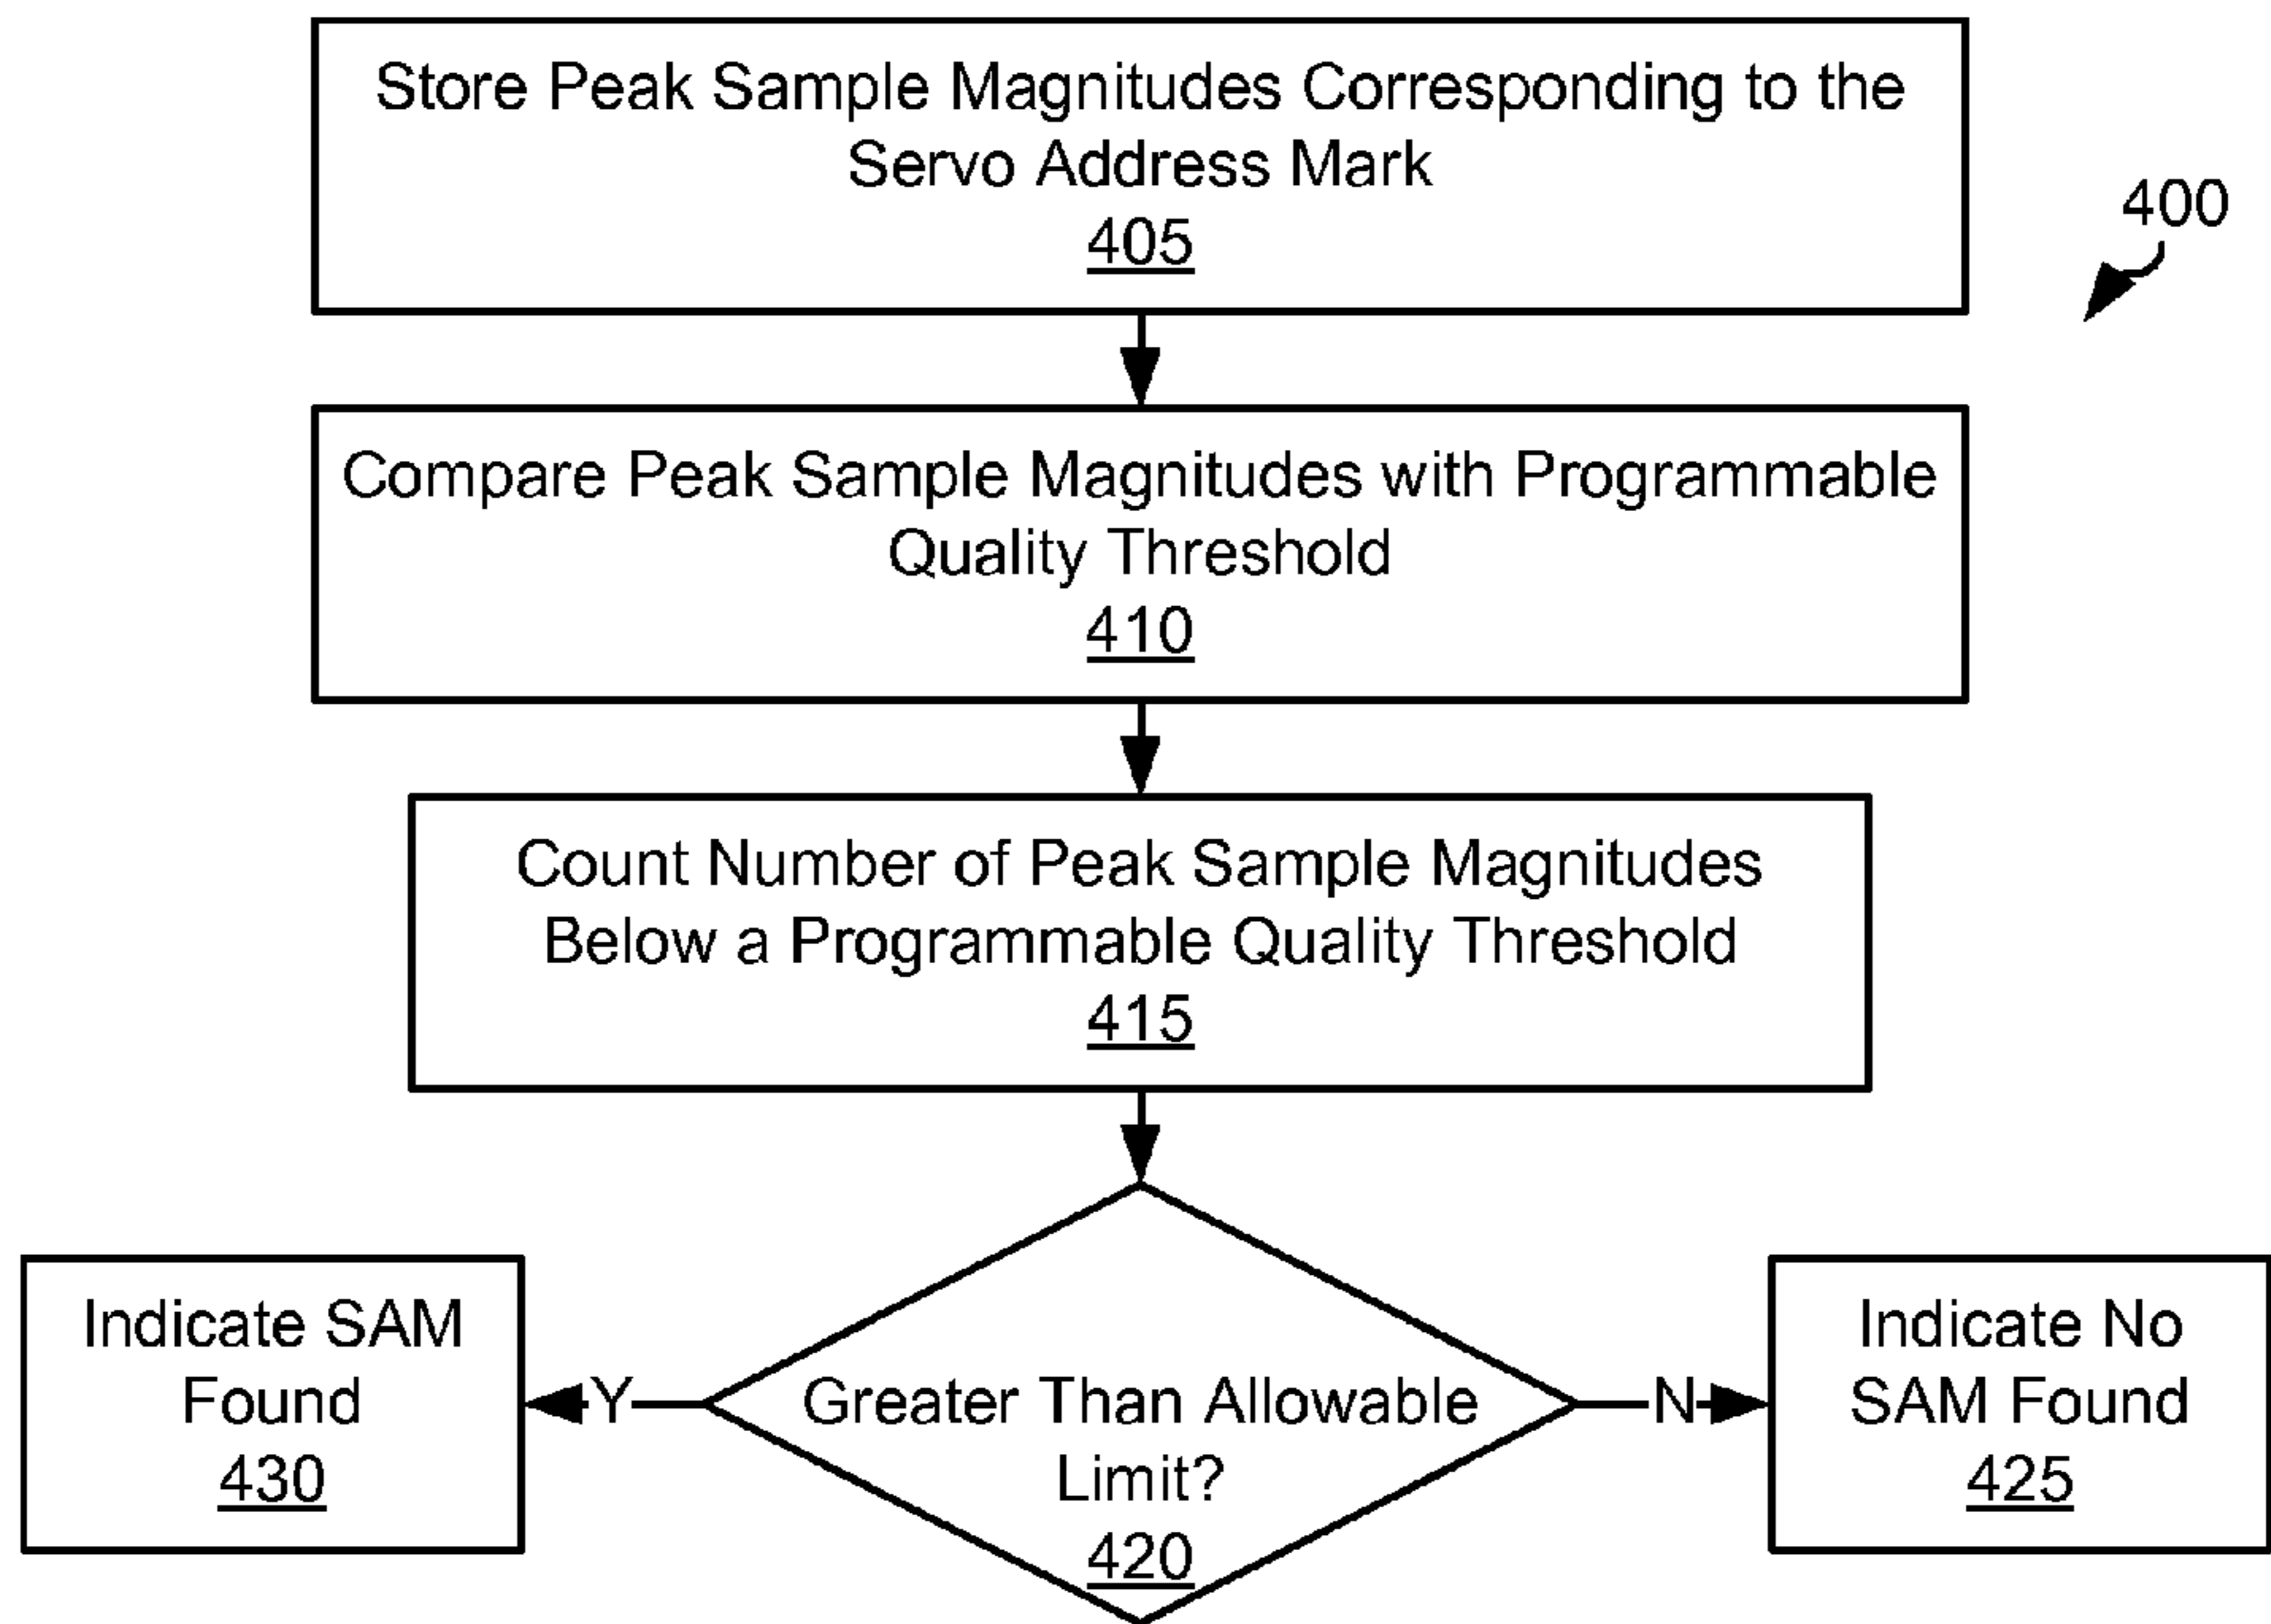 Store Peak Sample Magnitudes Corresponding to the
Servo Address Mark
405
400
Compare Peak Sample Magnitudes with Programmable
Quality Threshold
410
Count Number of Peak Sample Magnitudes
Below a Programmable Quality Threshold
415
Indicate SAM
Found
430
Y
Greater Than Allowable
Limit?
420
N
Indicate No
SAM Found
425